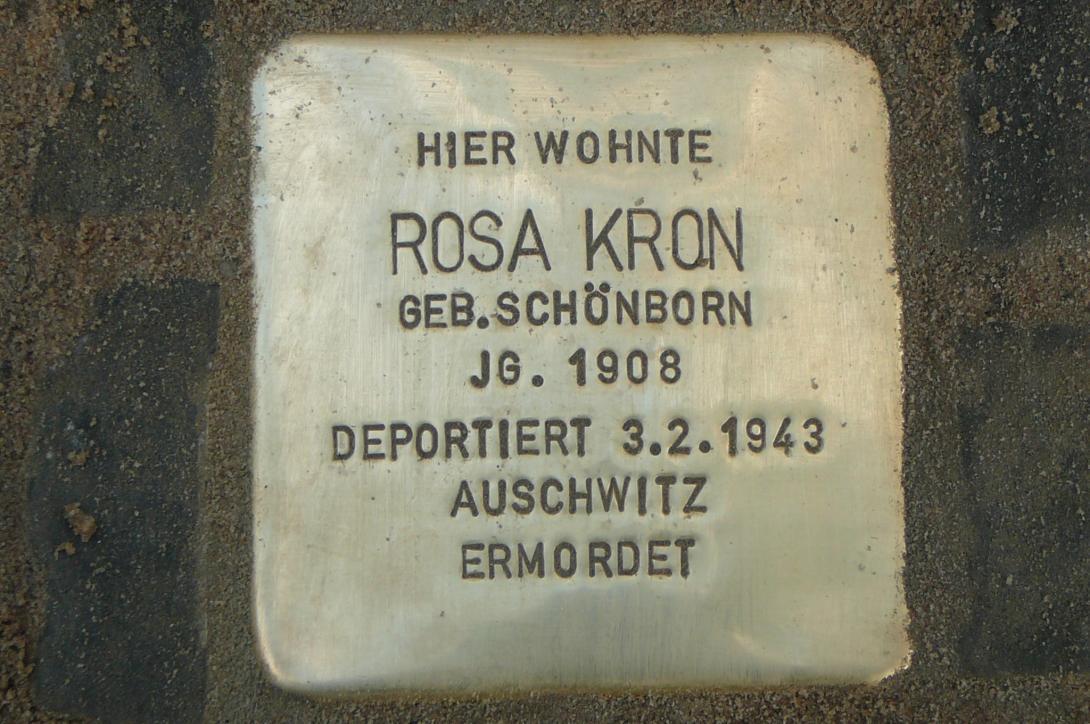 HIER WOHNTE
ROSA KRON
GEB.SCHÖNBORN
JG. 1908
DEPORTIERT 3.2.1943
AUSCHWITZ
ERMORDET